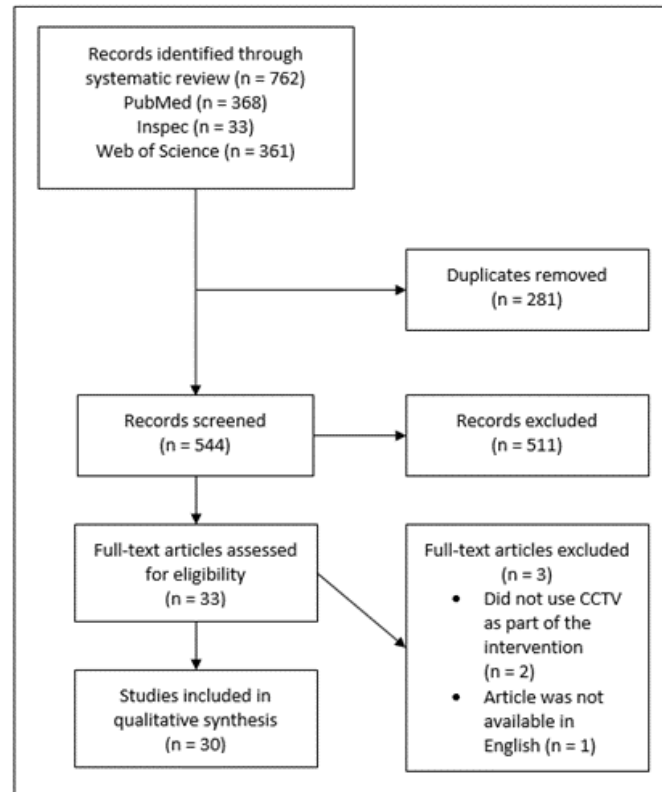 Records identified through
systematic review (n = 762)
PubMed (n = 368)
Inspec (n = 33)
Web of Science (n = 361)
Duplicates removed
(n = 281)
Records screened
(n = 544)
Records excluded
(n = 511)
Full-text articles assessed
for eligibility
(n = 33)
Full-text articles excluded
(n = 3)
• Did not use CCTV
as part of the
intervention
(n = 2)
• Article was not
available in
English (n = 1)
Studies included in
qualitative synthesis
(n = 30)